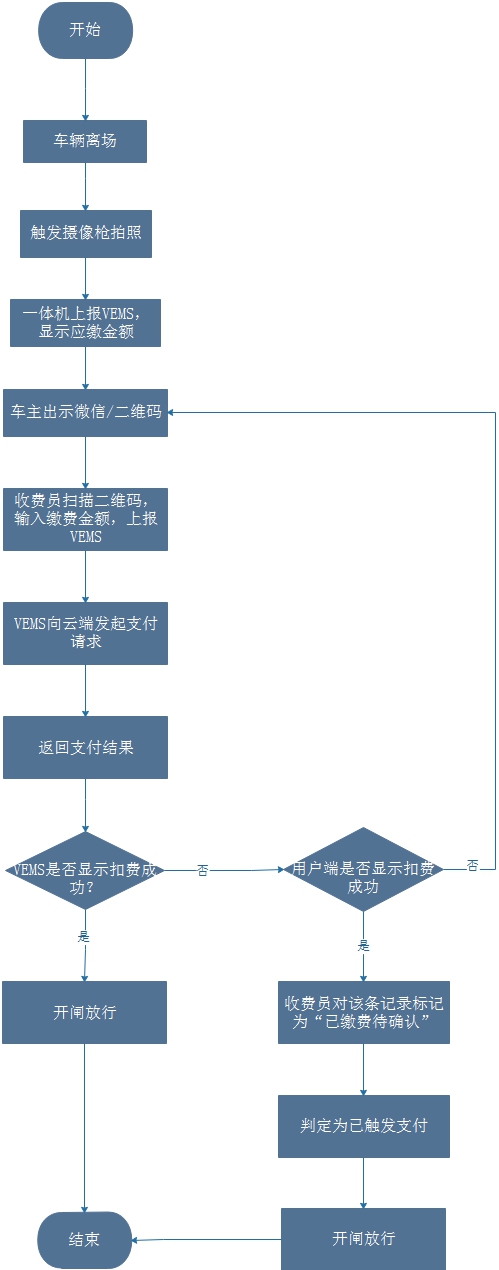 开始
车辆离场
触发摄像枪拍照
一体机上报VEMS，
显示应缴金额
车主出示微信/二维码
收费员扫描二维码，
输入缴费金额，上报
VEMS
VEMS向云端发起支付
请求
返回支付结果
VEMS是否显示扣费成
功？
否
用户端是否显示扣费
成功
否
是
是
开闸放行
收费员对该条记录标记
为“已缴费待确认”
判定为已触发支付
开闸放行
结束